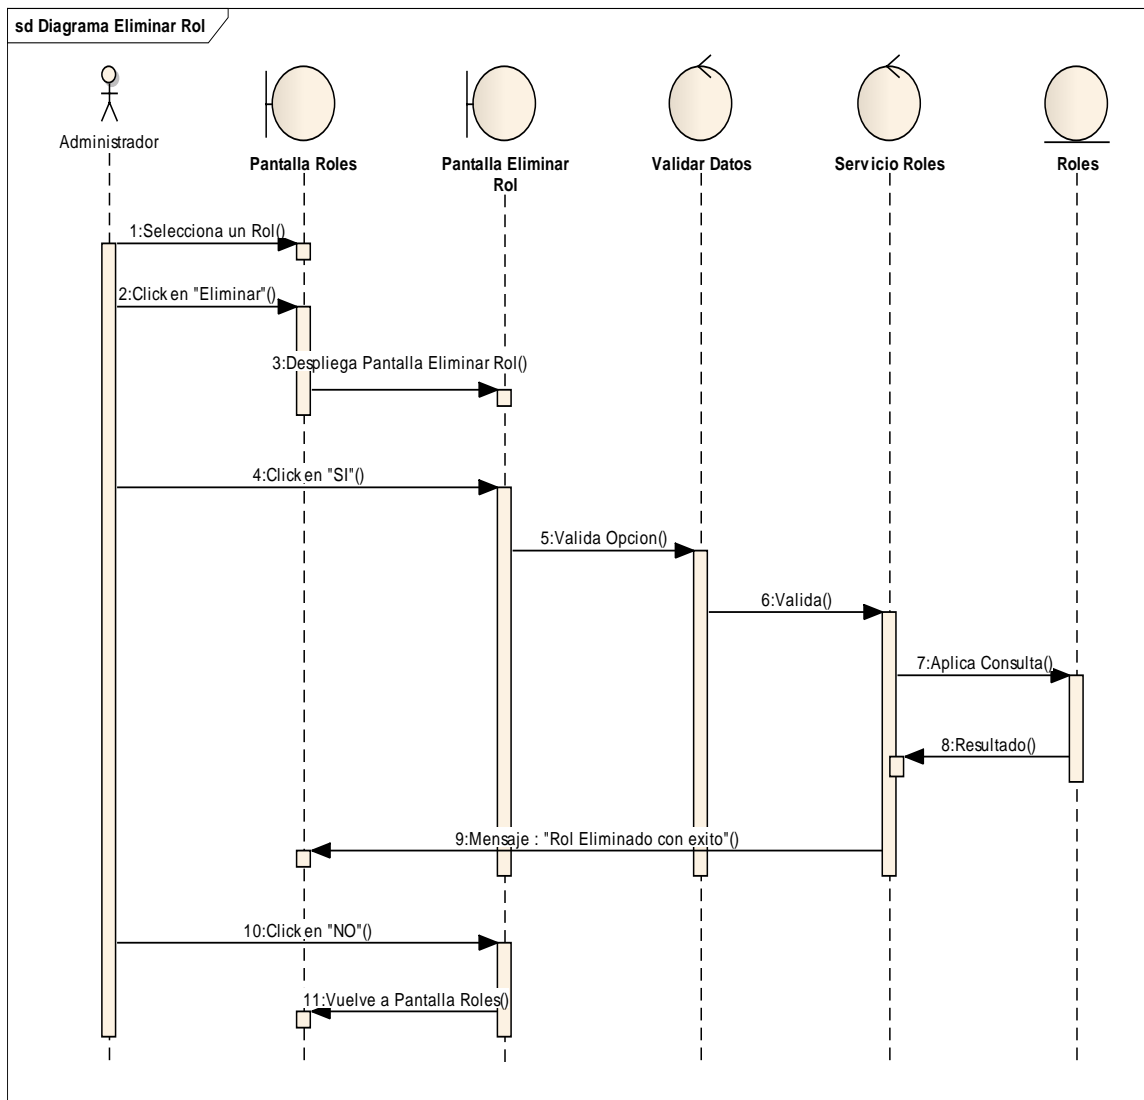 sd Diagrama Eliminar Rol
Administrador
Pantalla Roles
Pantalla Eliminar
Rol
Validar Datos
Servicio Roles
Roles
1:Selecciona un Rol()
2:Click en "Eliminar"()
3:Despliega Pantalla Eliminar Rol()
4:Click en "SI"()
5:Valida Opcion()
6:Valida()
7:Aplica Consulta()
8:Resultado()
9:Mensaje : "Rol Eliminado con exito"()
10:Click en "NO"()
11:Vuelve a Pantalla Roles()